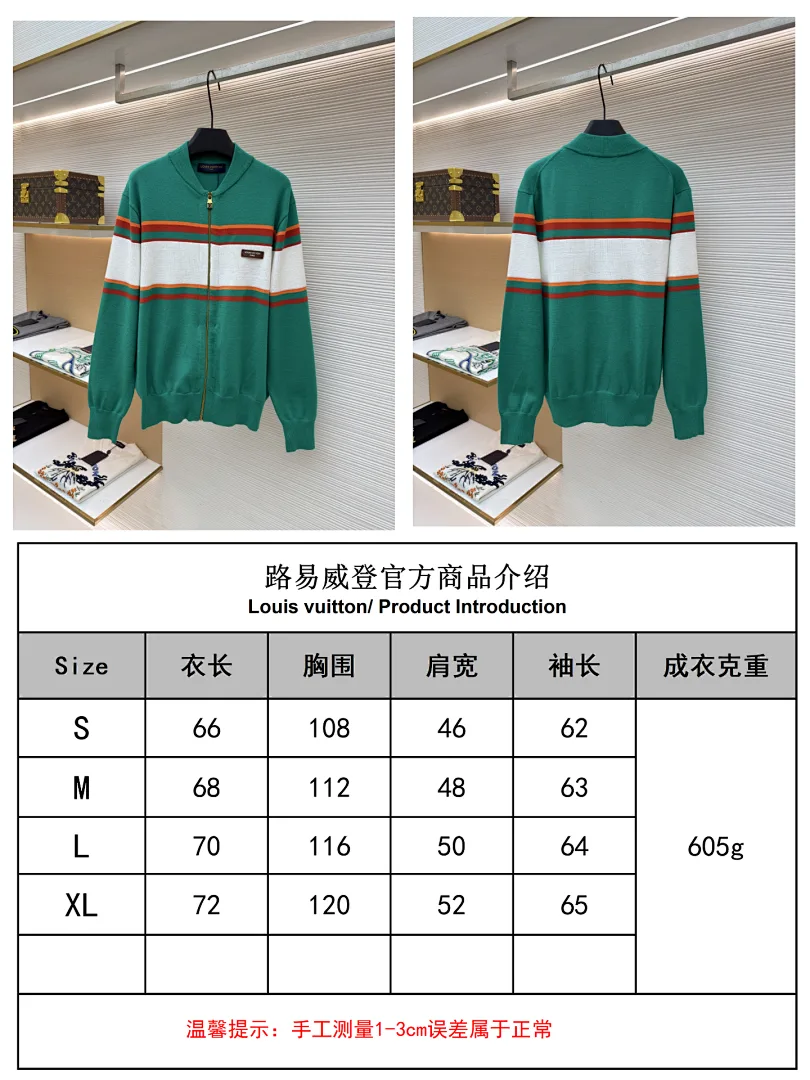 路易威登官方商品介绍
Louis vuitton/ Product Introduction
Size 衣长 胸围 肩宽 袖长 成衣克重
S 66 108 46 62
M 68 112 48 63
L 70 116 50 64
605g
XL 72 120 52 65
温馨提示：手工测量1-3cm误差属于正常